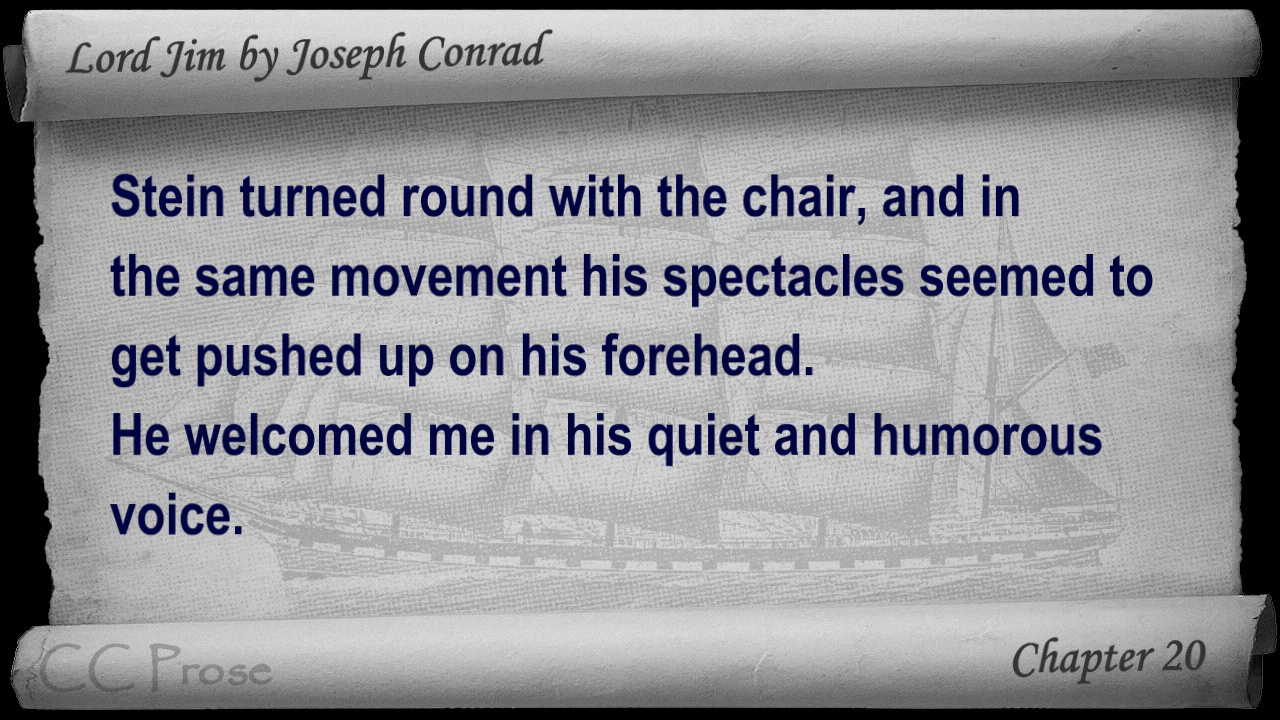 Lord Jim by Joseph Conrad
Stein turned round with the chair, and in
the same movement his spectacles seemed to
get pushed up on his forehead.
He welcomed me in his quiet and humorous
voice.
CC Prose
Chapter 20